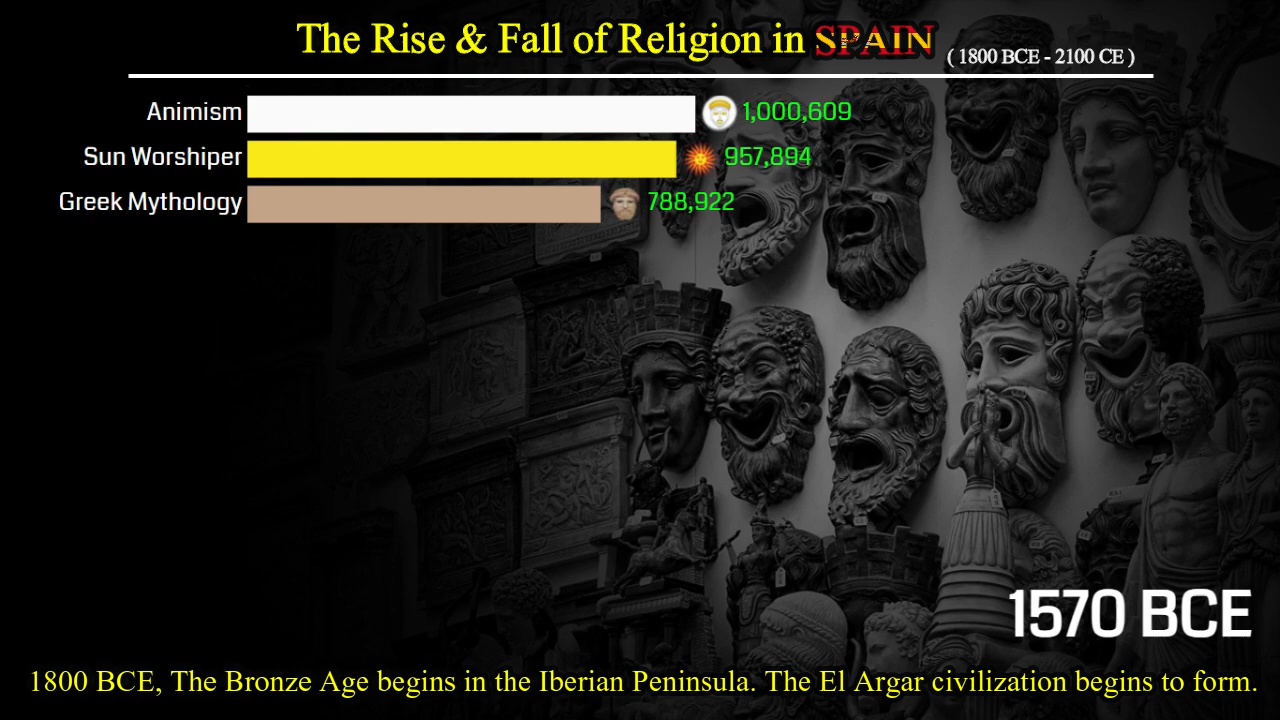 The Rise & Fall of Religion in SPAIN ( 1800 BCE - 2100 CE )
Animism 1,000,609
Sun Worshiper 957,894
Greek Mythology 788,922
1570 BCE
1800 BCE, The Bronze Age begins in the Iberian Peninsula. The El Argar civilization begins to form.